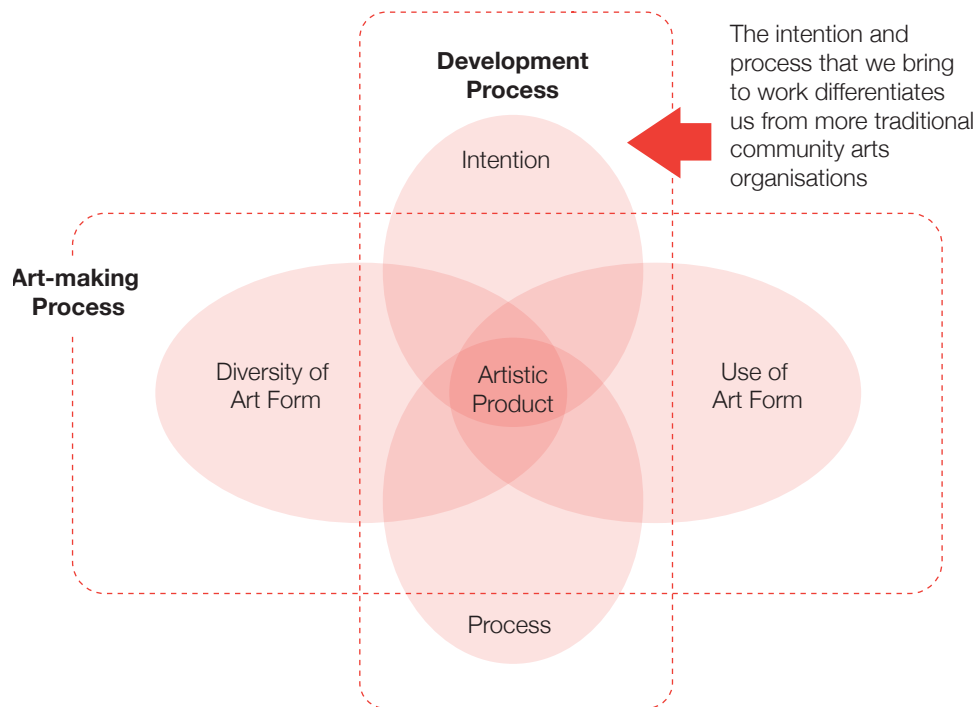 Development
Process
The intention and
process that we bring
to work differentiates
us from more traditional
community arts
organisations
Intention
Art-making
Process
Diversity of
Art Form
Artistic
Product
Use of
Art Form
Process